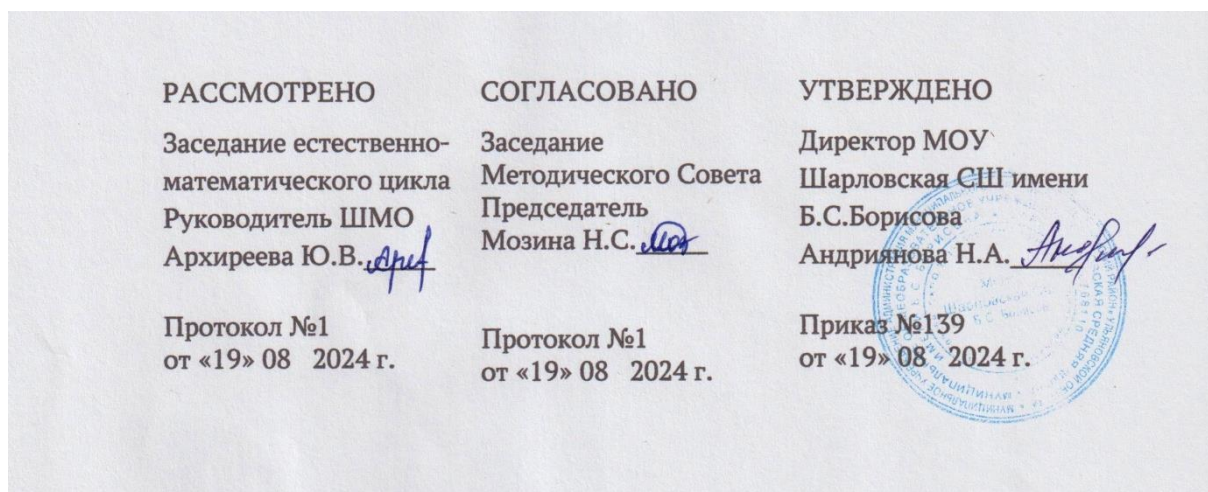 РАССМОТРЕНО
Заседание естественно-
математического цикла
Руководитель ШМО
Архиреева Ю.В.
Протокол №1
от «19» 08 2024 г.
СОГЛАСОВАНО
Заседание
Методического Совета
Председатель
Мозина Н.С.
Протокол №1
от «19» 08 2024 г.
УТВЕРЖДЕНО
Директор МОУ
Шарловская СШ имени
Б.С.Борисова
Андриянова Н.А.
Приказ №139
от «19» 08 2024 г.